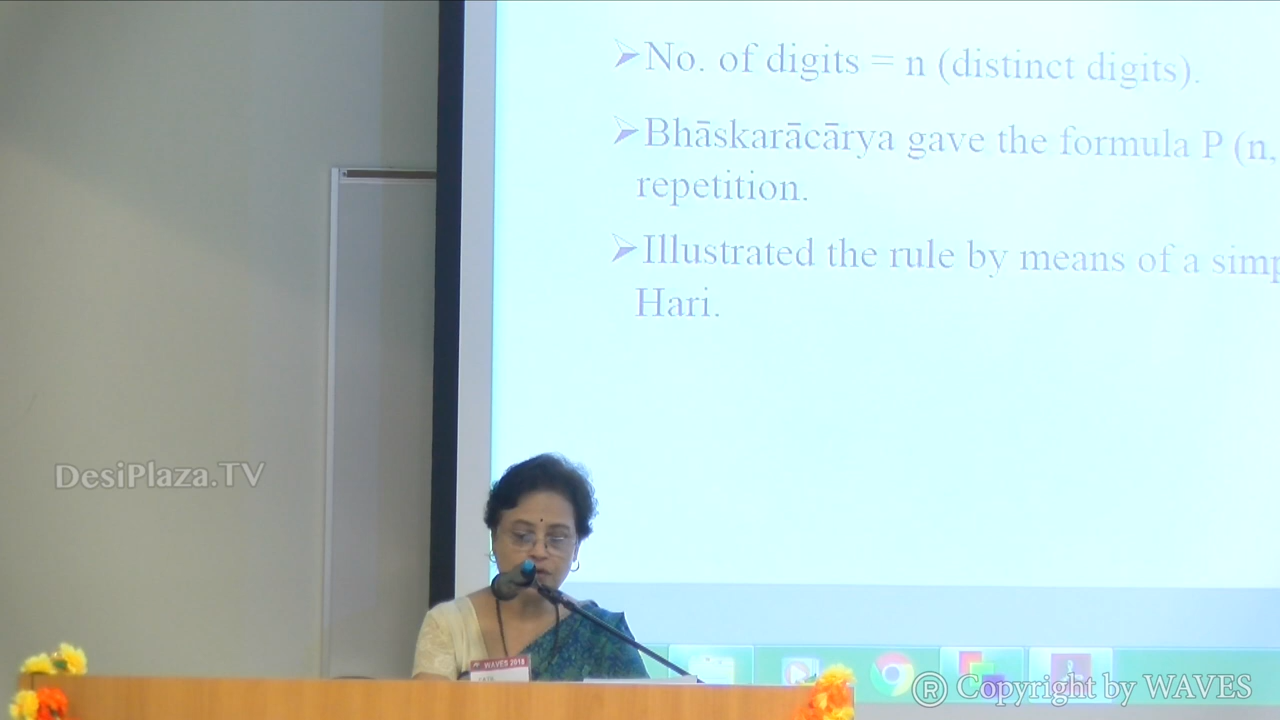 No. of digits = n (distinct digits).
Bhāskarācārya gave the formula P (n,
repetition.
Illustrated the rule by means of a simp
Hari.
DesiPlaza.TV
WAVES 2018
® Copyright by WAVES